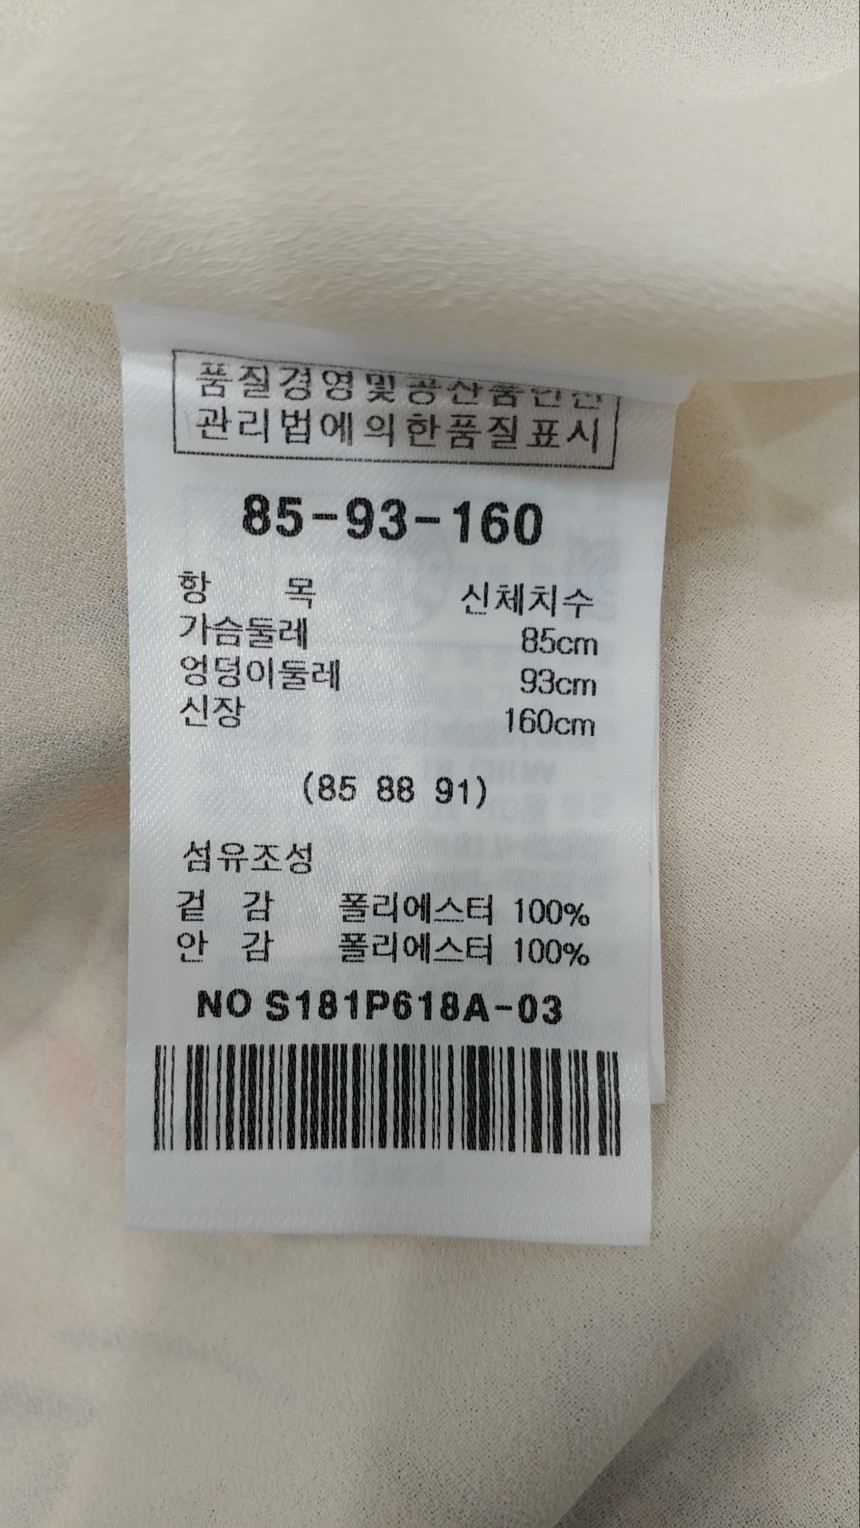 품질경영및공산품안전
관리법에의한품질표시
85-93-160
항 목 신체치수
가슴둘레 85cm
엉덩이둘레 93cm
신장 160cm
(85 88 91)
섬유조성
겉 감 폴리에스터 100%
안 감 폴리에스터 100%
NO S181P618A-03